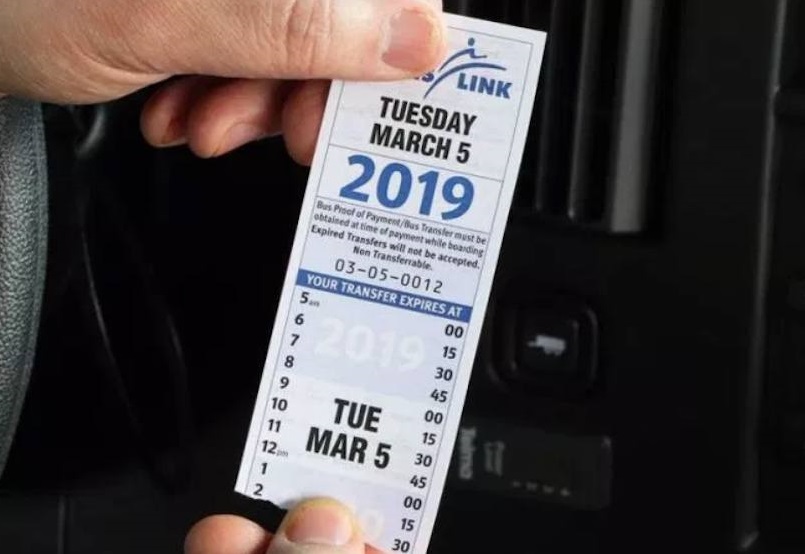 s LINK
TUESDAY
MARCH 5
2019
Bus Proof of Payment/Bus Transfer must be
obtained at time of payment while boarding
Expired Transfers will not be accepted.
Non Transferrable.
03-05-0012
YOUR TRANSFER EXPIRES AT
5am 00
6 15
7 2019 30
8 45
9 00
10 TUE 15
11 MAR 5 30
12pm 45
1 00
2 15
30